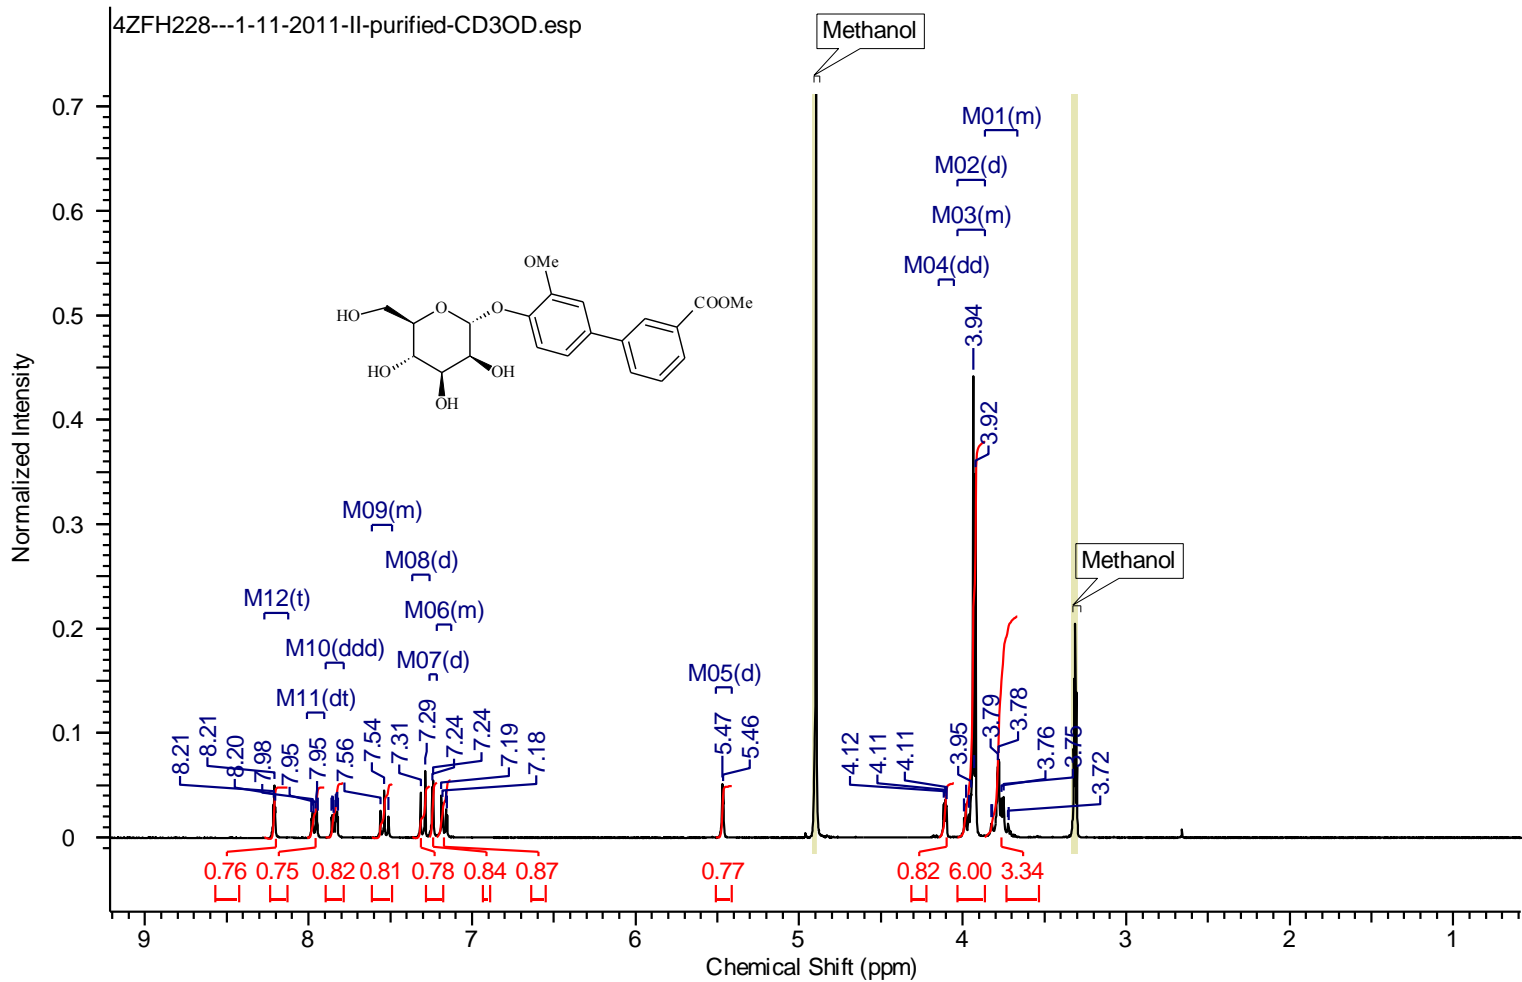 4ZFH228---1-11-2011-II-purified-CD3OD.esp
Methanol
M01(m)
M02(d)
M03(m)
M04(dd)
OMe
COOMe
HO
O
O
HO
OH
OH
M09(m)
M08(d)
M12(t)
M06(m)
M10(ddd)
M07(d)
M11(dt)
M05(d)
Methanol
8.21
8.21
8.20
7.98
7.95
7.95
7.56
7.54
7.31
7.29
7.24
7.24
7.19
7.18
5.47
5.46
4.12
4.11
4.11
3.95
3.94
3.92
3.79
3.78
3.76
3.75
3.72
0.76 0.75 0.82 0.81 0.78 0.84 0.87 0.77 0.82 6.00 3.34
0.7
0.6
0.5
0.4
0.3
0.2
0.1
0
Normalized Intensity
9 8 7 6 5 4 3 2 1
Chemical Shift (ppm)